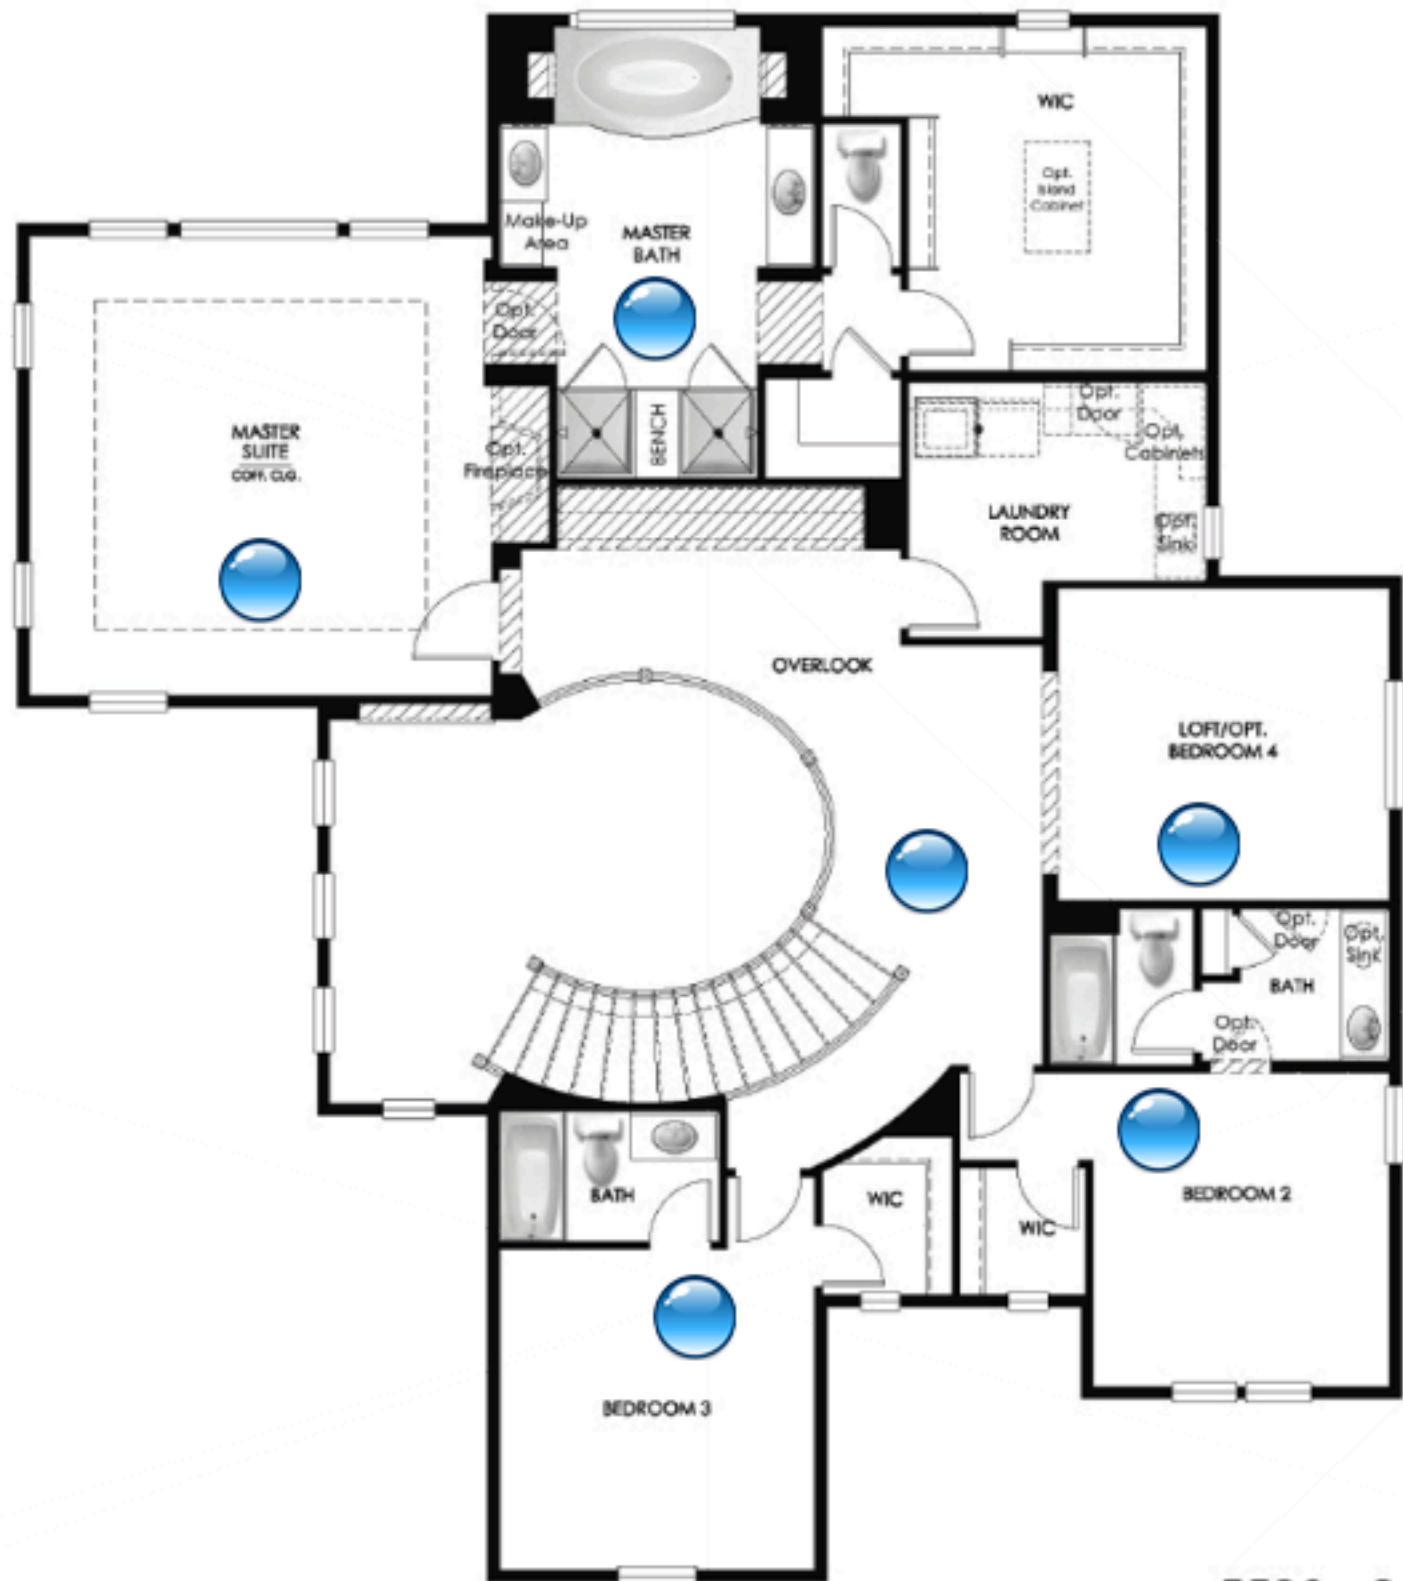 WIC
Opt.
Island
Cabinet
Make-Up
Area
MASTER
BATH
Opt.
Door
MASTER
SUITE
COFF. CLG.
Opt.
Fireplace
BENCH
Opt.
Door
Opt.
Cabinets
LAUNDRY
ROOM
Opt.
Sink
OVERLOOK
LOFT/OPT.
BEDROOM 4
Opt.
Door
Opt.
Sink
BATH
Opt.
Door
BATH
WIC
WIC
BEDROOM 2
BEDROOM 3